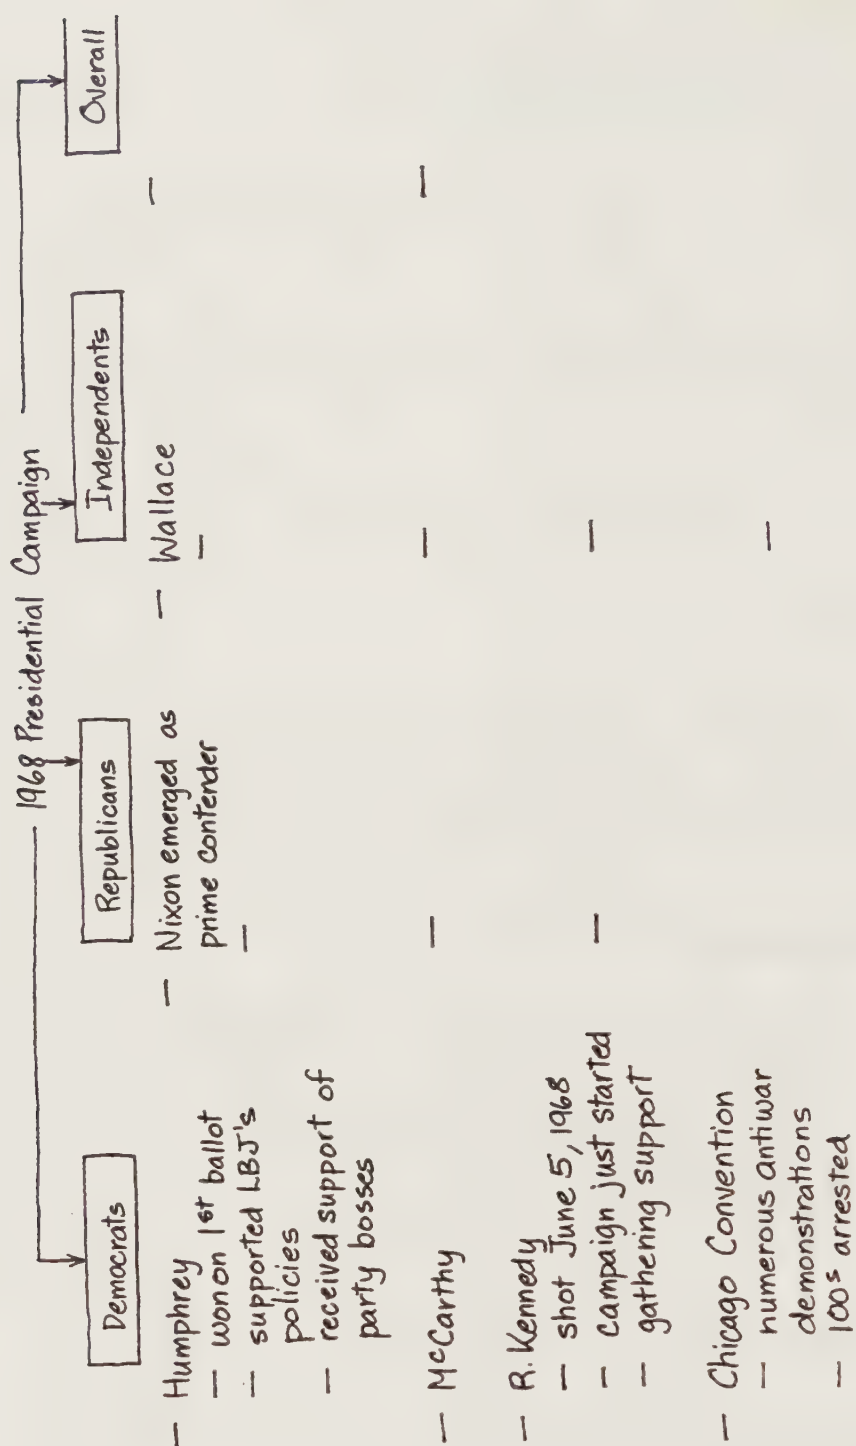 1968 Presidential Campaign
Democrats
Republicans
Independents
Overall
— Humphrey
— won on 1st ballot
— supported LBJ's
policies
— received support of
party bosses
— McCarthy
— R. Kennedy
— shot June 5, 1968
— campaign just started
— gathering support
— Chicago Convention
— numerous antiwar
demonstrations
— 100s arrested
— Nixon emerged as
prime contender
—
—
—
— Wallace
—
—
—
—
—
—